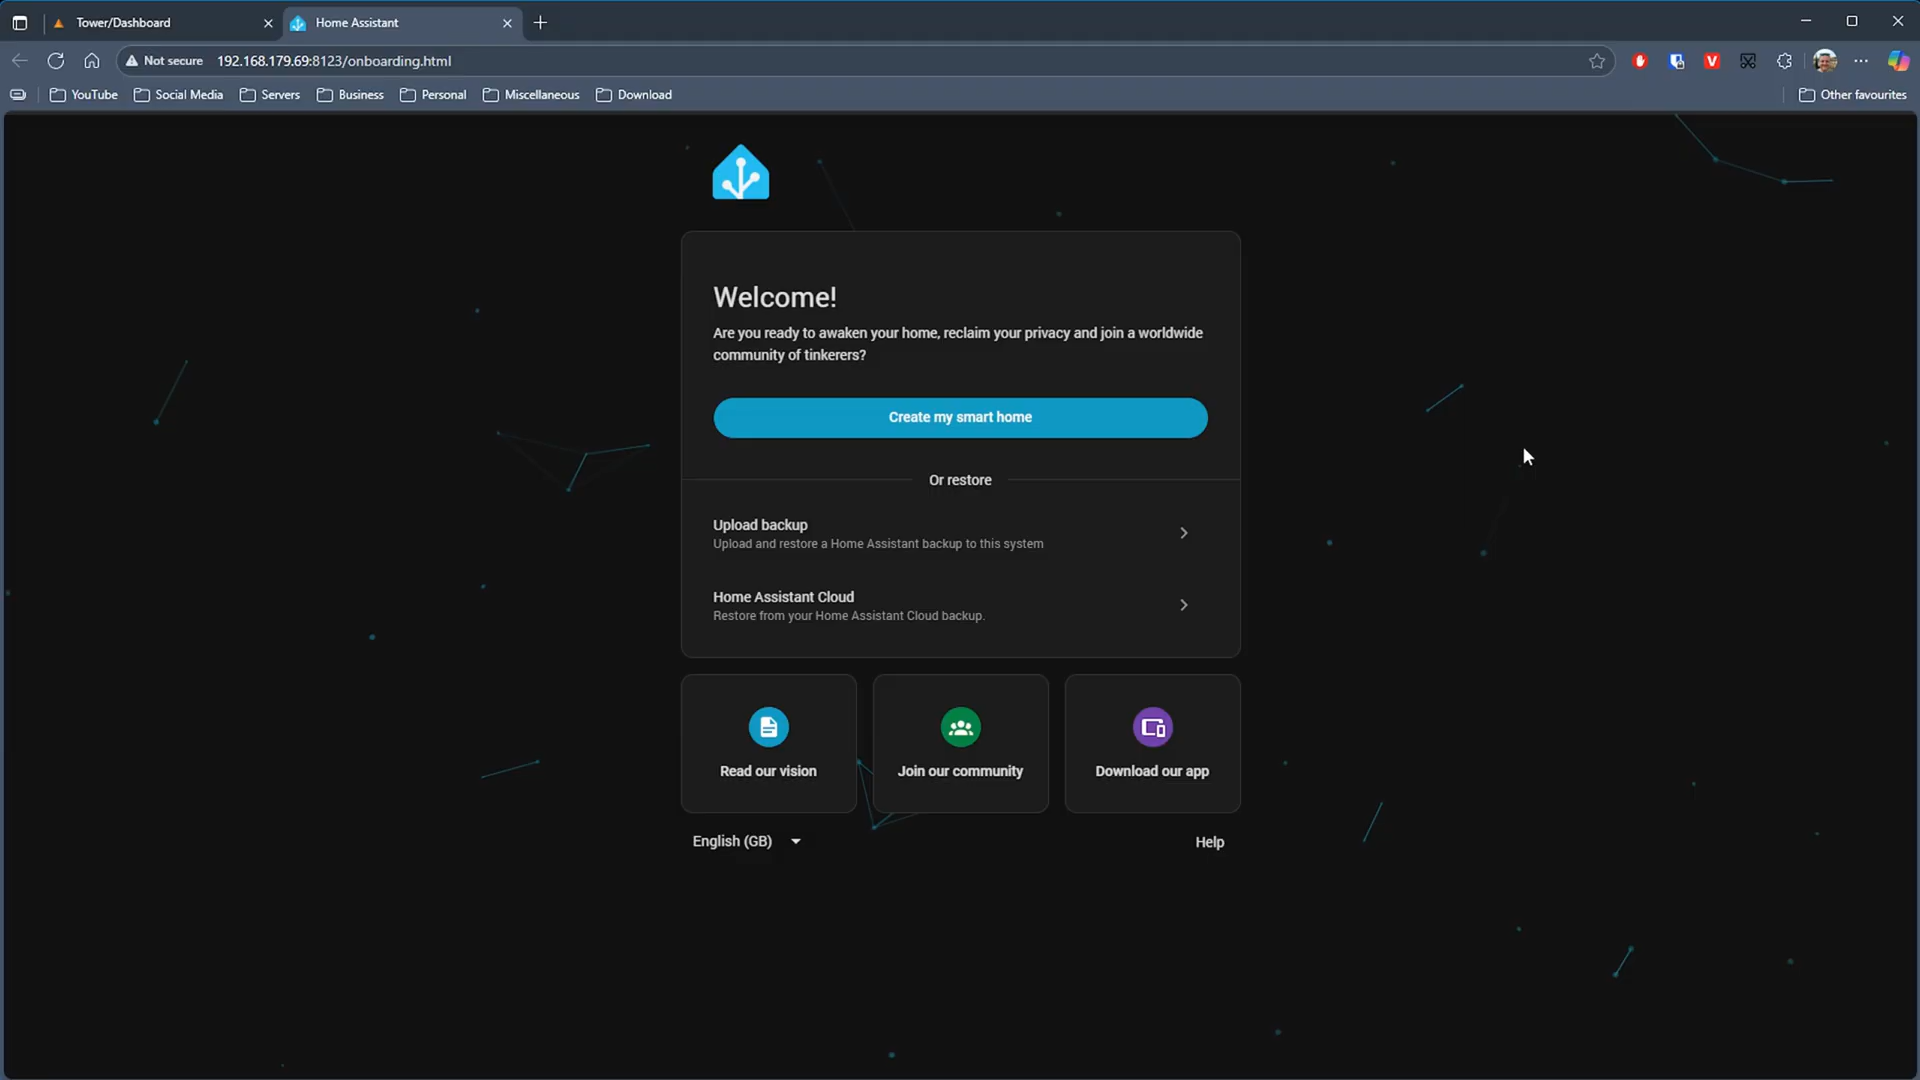 Tower/Dashboard
Home Assistant
Not secure
192.168.179.69:8123/onboarding.html
YouTube
Social Media
Servers
Business
Personal
Miscellaneous
Download
Other favourites
Welcome!
Are you ready to awaken your home, reclaim your privacy and join a worldwide
community of tinkerers?
Create my smart home
Or restore
Upload backup
Upload and restore a Home Assistant backup to this system
Home Assistant Cloud
Restore from your Home Assistant Cloud backup.
Read our vision
Join our community
Download our app
English (GB)
Help